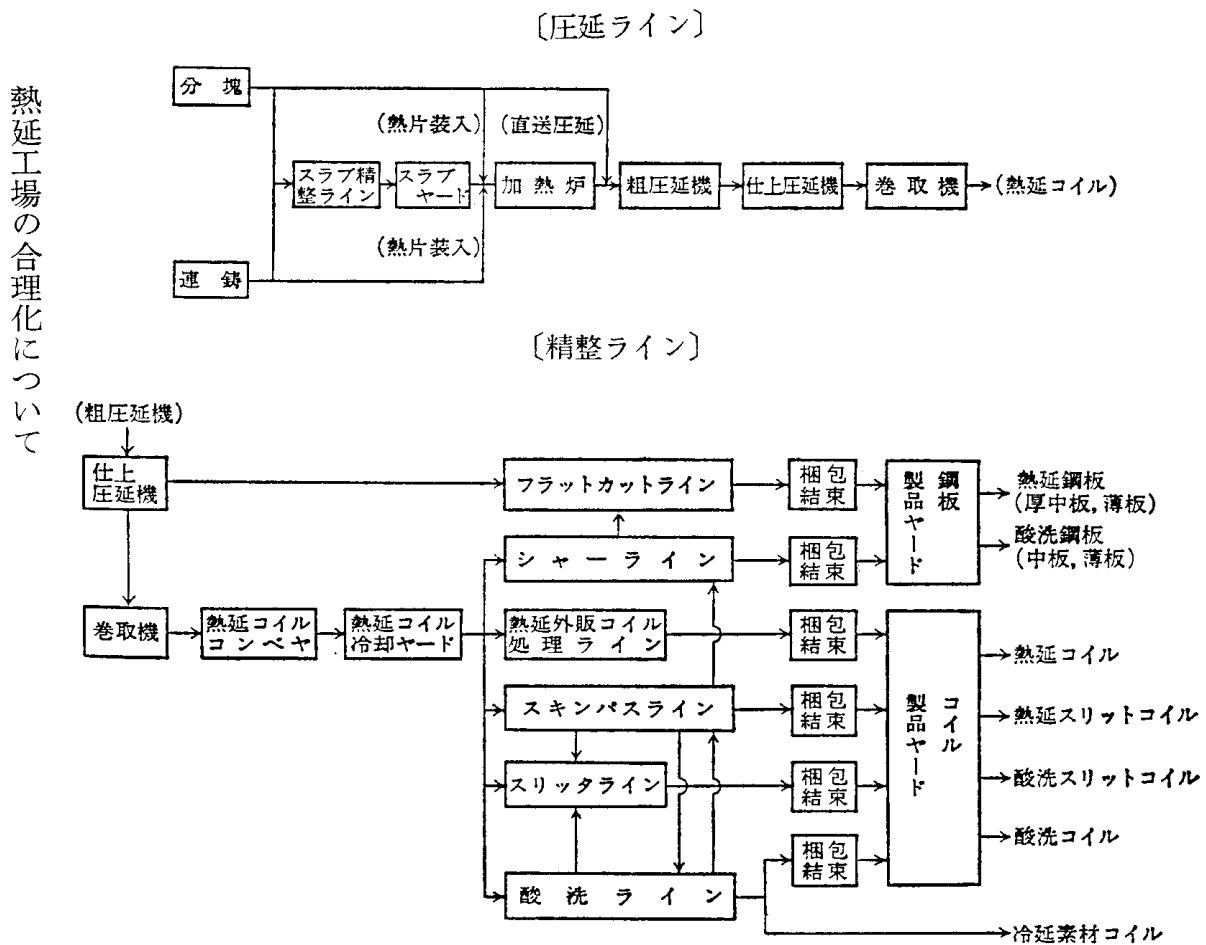 熱延工場の合理化について
〔圧延ライン〕
分塊
(熱片装入)
(直送圧延)
スラブ精
整ライン
スラブ
ヤード
加熱炉
粗圧延機
仕上圧延機
巻取機
(熱延コイル)
(熱片装入)
連鋳
〔精整ライン〕
(粗圧延機)
仕上
圧延機
フラットカットライン
梱包
結束
鋼板
製品ヤード
熱延鋼板
(厚中板,薄板)
酸洗鋼板
(中板,薄板)
シャーライン
梱包
結束
巻取機
熱延コイル
コンベヤ
熱延コイル
冷却ヤード
熱延外販コイル
処理ライン
梱包
結束
コイル
製品ヤード
熱延コイル
スキンパスライン
梱包
結束
熱延スリットコイル
スリッタライン
梱包
結束
酸洗スリットコイル
酸洗コイル
酸洗ライン
梱包
結束
冷延素材コイル